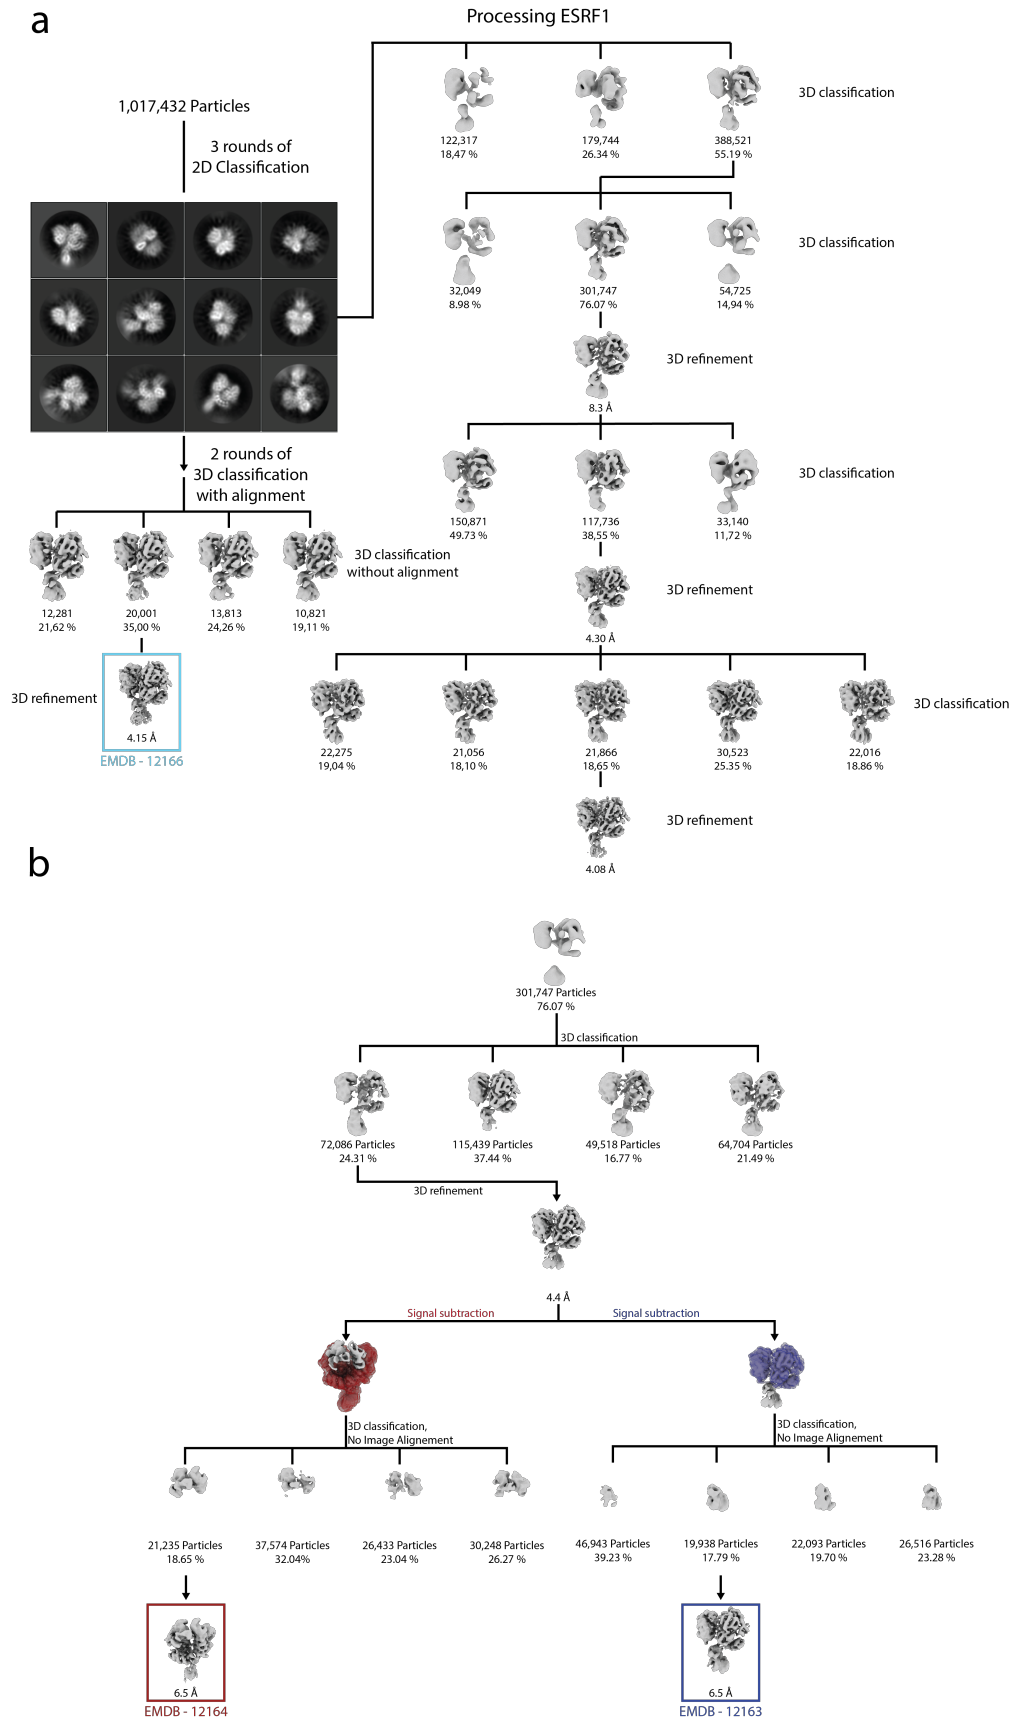 a
Processing ESRF1
1,017,432 Particles
3 rounds of
2D Classification
122,317
18,47 %
179,744
26.34 %
388,521
55.19 %
3D classification
32,049
8.98 %
301,747
76.07 %
54,725
14,94 %
3D classification
3D refinement
8.3 Å
2 rounds of
3D classification
with alignment
150,871
49.73 %
117,736
38,55 %
33,140
11,72 %
3D classification
12,281
21,62 %
20,001
35,00 %
13,813
24,26 %
10,821
19,11 %
3D classification
without alignment
3D refinement
4.30 Å
3D refinement
4.15 Å
EMDB - 12166
22,275
19,04 %
21,056
18,10 %
21,866
18,65 %
30,523
25.35 %
22,016
18.86 %
3D classification
3D refinement
4.08 Å
b
301,747 Particles
76.07 %
3D classification
72,086 Particles
24.31 %
115,439 Particles
37.44 %
49,518 Particles
16.77 %
64,704 Particles
21.49 %
3D refinement
4.4 Å
Signal subtraction
Signal subtraction
3D classification,
No Image Alignement
3D classification,
No Image Alignement
21,235 Particles
18.65 %
37,574 Particles
32.04%
26,433 Particles
23.04 %
30,248 Particles
26.27 %
46,943 Particles
39.23 %
19,938 Particles
17.79 %
22,093 Particles
19.70 %
26,516 Particles
23.28 %
6.5 Å
EMDB - 12164
6.5 Å
EMDB - 12163